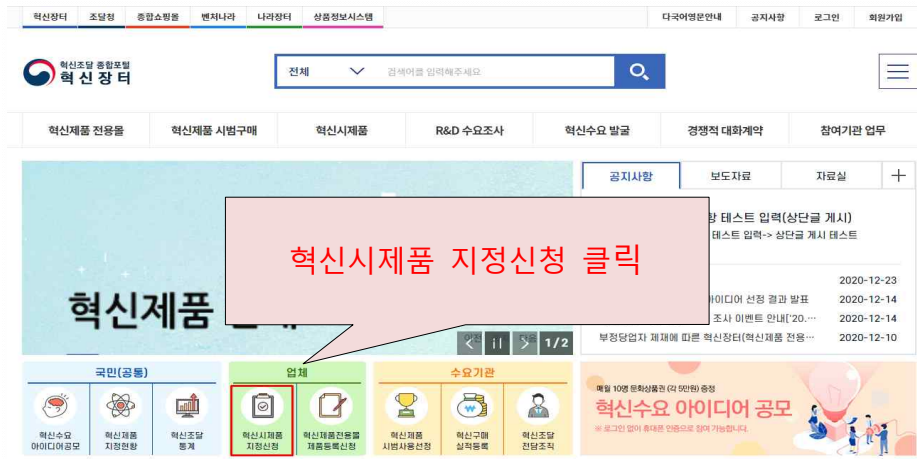 혁신장터 조달청 종합쇼핑몰 벤처나라 나라장터 상품정보시스템 다국어영문안내 공지사항 로그인 회원가입
혁신조달 종합포털
혁신장터
전체 검색어를 입력해주세요
혁신제품 전용몰 혁신제품 시범구매 혁신시제품 R&D 수요조사 혁신수요 발굴 경쟁적 대화계약 참여기관 업무
공지사항 보도자료 자료실
항 테스트 입력(상단글 게시)
테스트 입력-> 상단글 게시 테스트
혁신시제품 지정신청 클릭
2020-12-23
아이디어 선정 결과 발표 2020-12-14
조사 이벤트 안내['20.… 2020-12-14
부정당업자 제재에 따른 혁신장터(혁신제품 전용… 2020-12-10
혁신제품
1/2
국민(공통) 업체 수요기관
혁신수요
아이디어공모
혁신제품
지정현황
혁신조달
통계
혁신시제품
지정신청
혁신제품전용몰
제품등록신청
혁신제품
시범사용선정
혁신구매
실적등록
혁신조달
전담조직
매월 10명 문화상품권 (각 5만원) 증정
혁신수요 아이디어 공모
※ 로그인 없이 휴대폰 인증으로 참여 가능합니다.